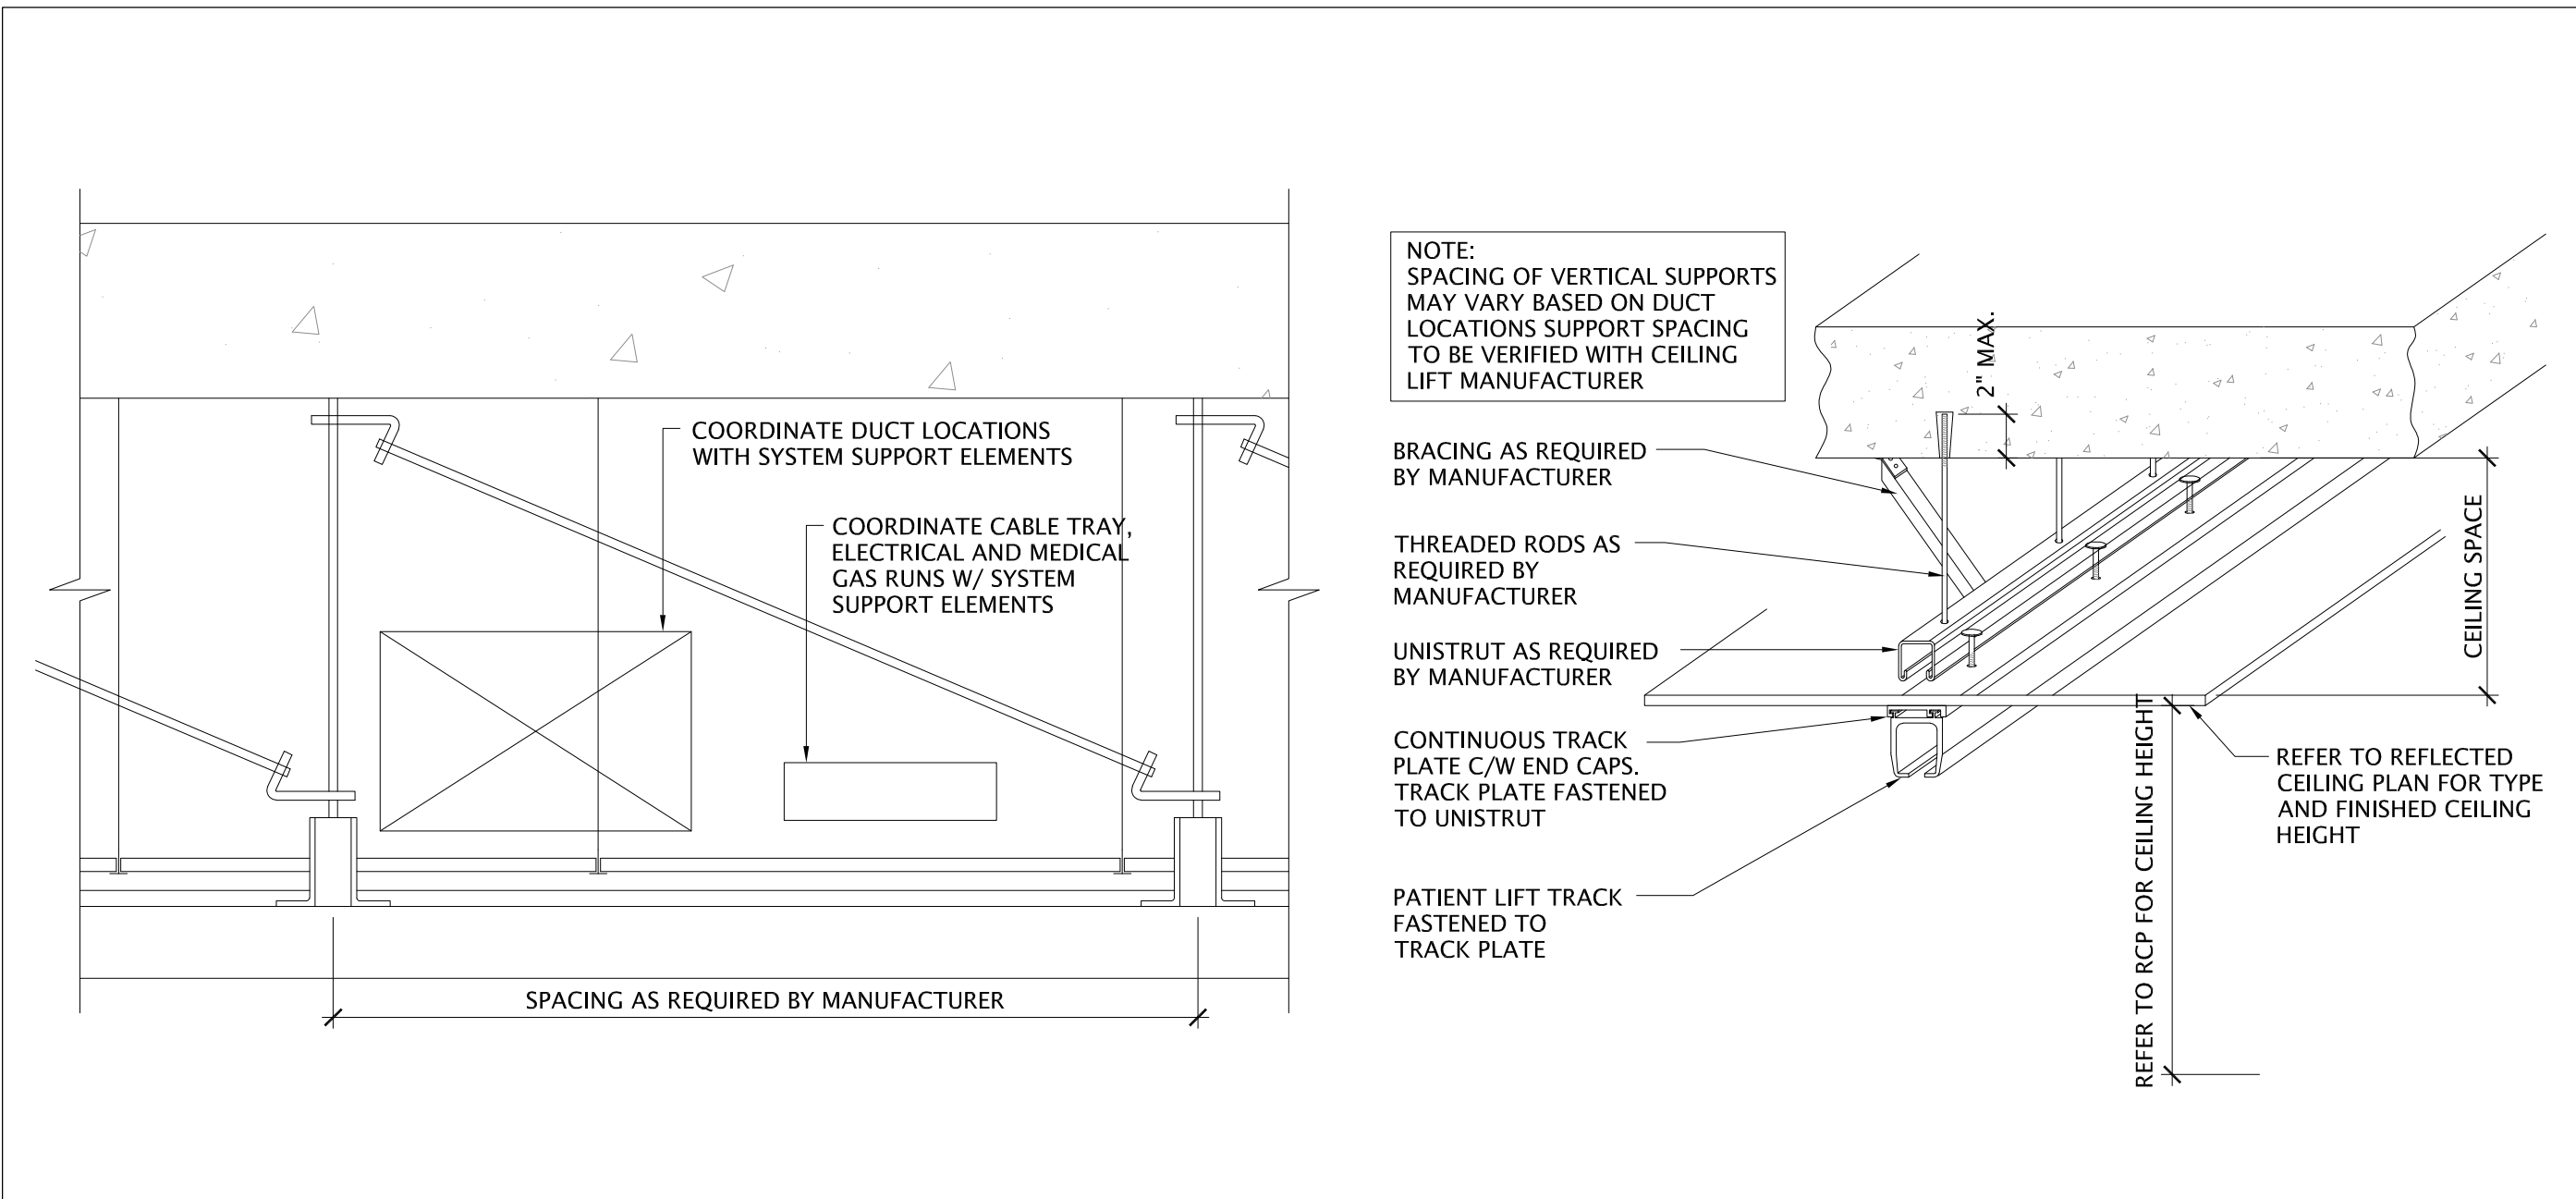 COORDINATE DUCT LOCATIONS
WITH SYSTEM SUPPORT ELEMENTS
COORDINATE CABLE TRAY,
ELECTRICAL AND MEDICAL
GAS RUNS W/ SYSTEM
SUPPORT ELEMENTS
SPACING AS REQUIRED BY MANUFACTURER
NOTE:
SPACING OF VERTICAL SUPPORTS
MAY VARY BASED ON DUCT
LOCATIONS SUPPORT SPACING
TO BE VERIFIED WITH CEILING
LIFT MANUFACTURER
2" MAX.
BRACING AS REQUIRED
BY MANUFACTURER
THREADED RODS AS
REQUIRED BY
MANUFACTURER
UNISTRUT AS REQUIRED
BY MANUFACTURER
CONTINUOUS TRACK
PLATE C/W END CAPS.
TRACK PLATE FASTENED
TO UNISTRUT
PATIENT LIFT TRACK
FASTENED TO
TRACK PLATE
CEILING SPACE
REFER TO RCP FOR CEILING HEIGHT
REFER TO REFLECTED
CEILING PLAN FOR TYPE
AND FINISHED CEILING
HEIGHT